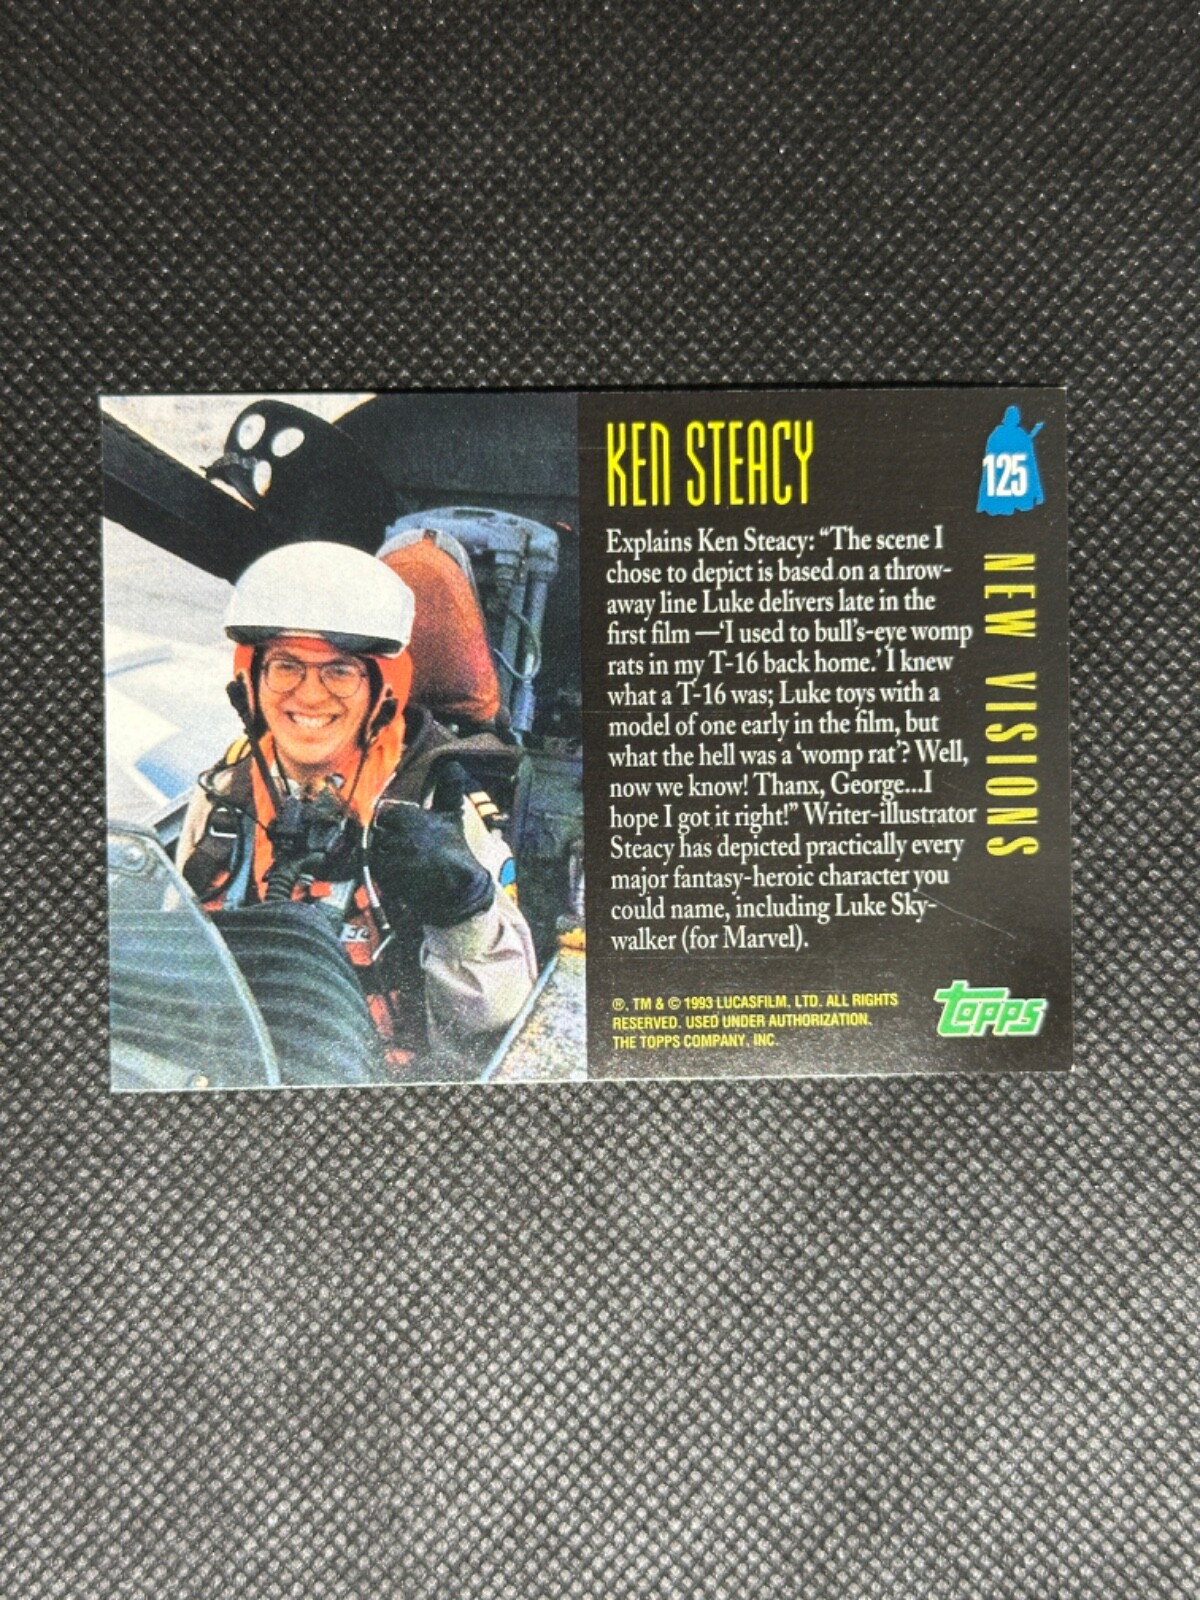 KEN STEACY
125
Explains Ken Steacy: “The scene I
chose to depict is based on a throw-
away line Luke delivers late in the
first film —‘I used to bull’s-eye womp
rats in my T-16 back home.’ I knew
what a T-16 was; Luke toys with a
model of one early in the film, but
what the hell was a ‘womp rat’? Well,
now we know! Thanx, George...I
hope I got it right!” Writer-illustrator
Steacy has depicted practically every
major fantasy-heroic character you
could name, including Luke Sky-
walker (for Marvel).
NEW VISIONS
®, TM & © 1993 LUCASFILM, LTD. ALL RIGHTS
RESERVED. USED UNDER AUTHORIZATION.
THE TOPPS COMPANY, INC.
topps